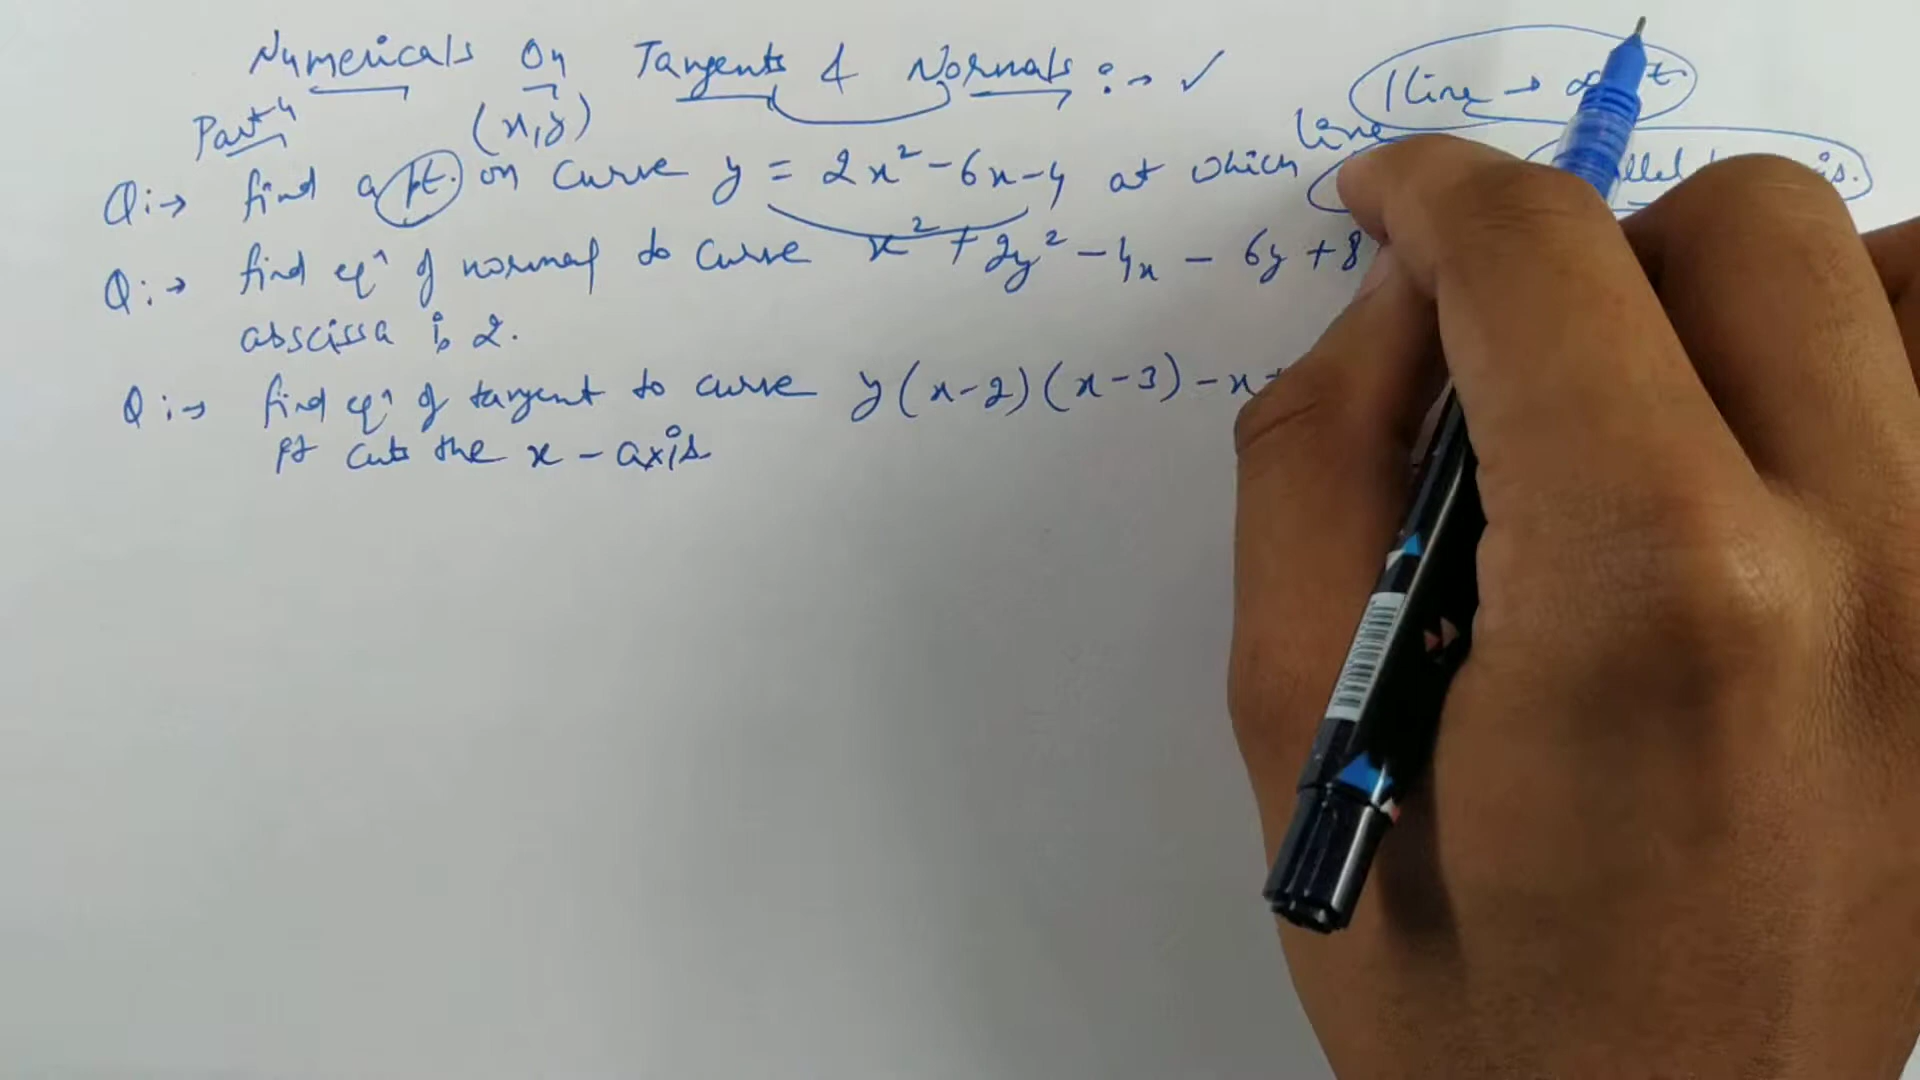 Numericals On Tangents & Normals :→ ✓
1 line →
Part 4
(x,y)
line
Q:→ find a pt. on curve y = 2x² - 6x - 4 at which
Q:→ find eqⁿ of normal to curve x² + 2y² - 4x - 6y + 8
abscissa is 2.
Q:→ find eqⁿ of tangent to curve y(x-2)(x-3) - x +
it cuts the x - axis